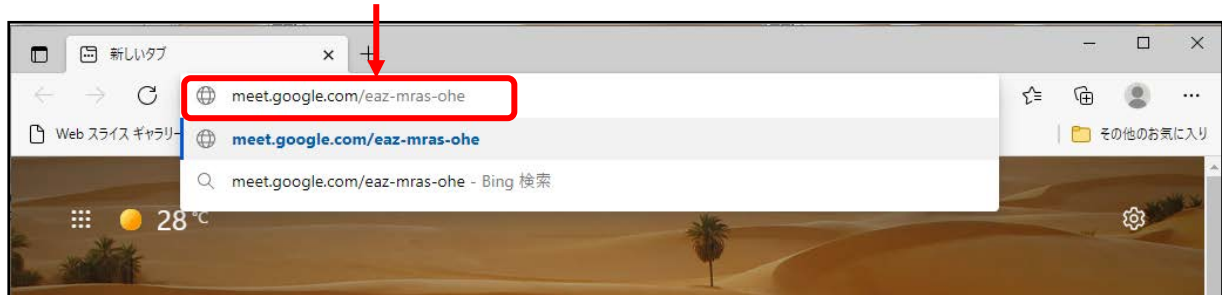 新しいタブ
meet.google.com/eaz-mras-ohe
Web スライス ギャラリー
meet.google.com/eaz-mras-ohe
その他のお気に入り
meet.google.com/eaz-mras-ohe - Bing 検索
28 °C